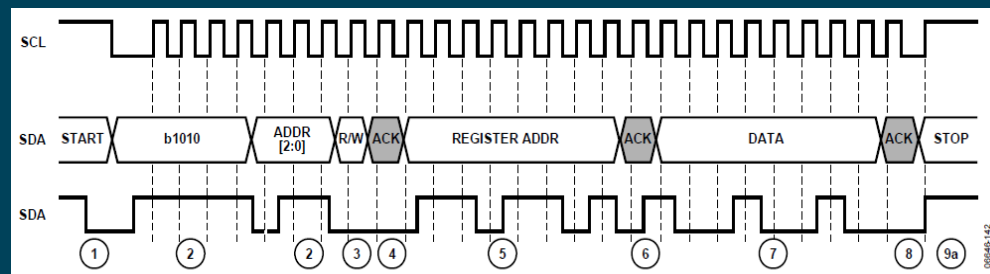 SCL
SDA START b1010 ADDR [2:0] R/W ACK REGISTER ADDR ACK DATA ACK STOP
SDA
1 2 2 3 4 5 6 7 8 9a
06646-142